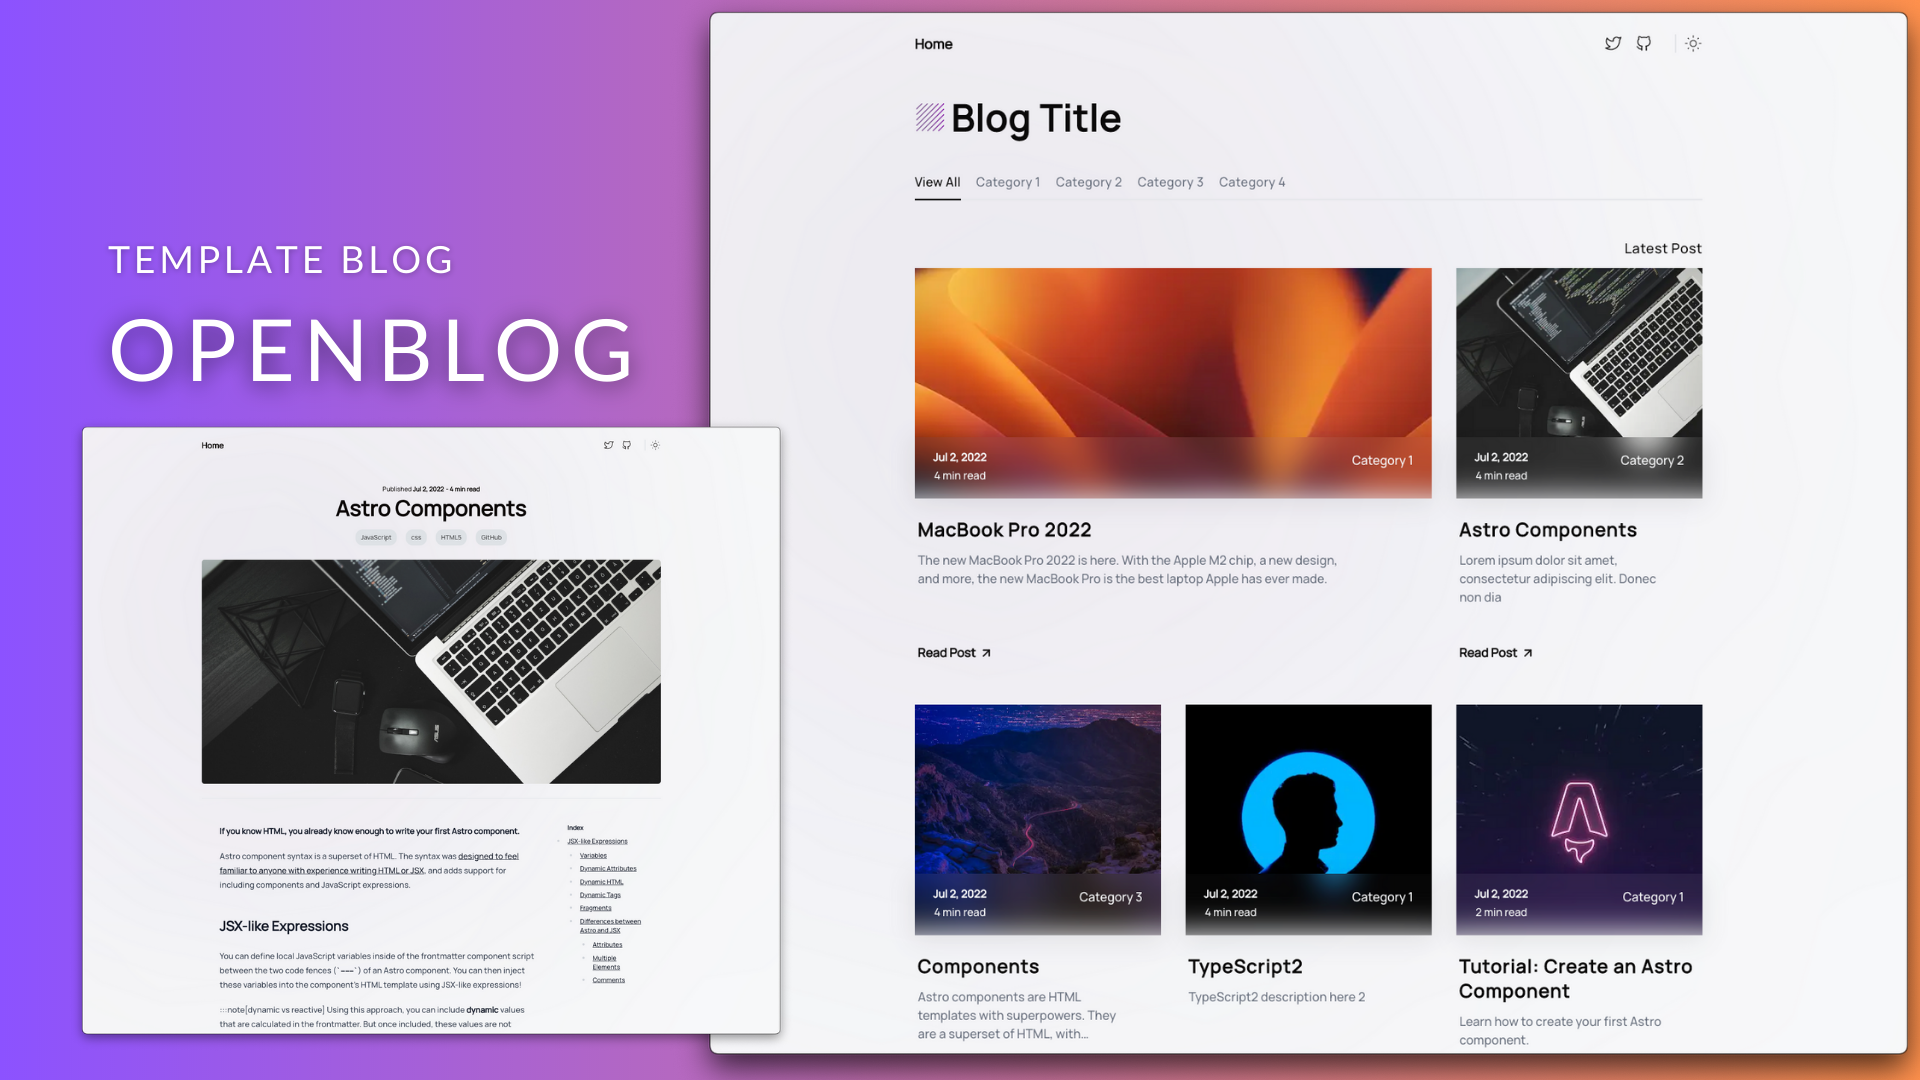 TEMPLATE BLOG
OPENBLOG
Home
Published Jul 2, 2022 - 4 min read
Astro Components
JavaScript css HTML5 GitHub
If you know HTML, you already know enough to write your first Astro component.
Astro component syntax is a superset of HTML. The syntax was designed to feel
familiar to anyone with experience writing HTML or JSX, and adds support for
including components and JavaScript expressions.
JSX-like Expressions
You can define local JavaScript variables inside of the frontmatter component script
between the two code fences (`---`) of an Astro component. You can then inject
these variables into the component's HTML template using JSX-like expressions!
:::note[dynamic vs reactive] Using this approach, you can include dynamic values
that are calculated in the frontmatter. But once included, these values are not
Index
JSX-like Expressions
Variables
Dynamic Attributes
Dynamic HTML
Dynamic Tags
Fragments
Differences between
Astro and JSX
Attributes
Multiple
Elements
Comments
Home
Blog Title
View All Category 1 Category 2 Category 3 Category 4
Latest Post
Jul 2, 2022
4 min read
Category 1
MacBook Pro 2022
The new MacBook Pro 2022 is here. With the Apple M2 chip, a new design,
and more, the new MacBook Pro is the best laptop Apple has ever made.
Read Post
Jul 2, 2022
4 min read
Category 2
Astro Components
Lorem ipsum dolor sit amet,
consectetur adipiscing elit. Donec
non dia
Read Post
Jul 2, 2022
4 min read
Category 3
Components
Astro components are HTML
templates with superpowers. They
are a superset of HTML, with...
Jul 2, 2022
4 min read
Category 1
TypeScript2
TypeScript2 description here 2
Jul 2, 2022
2 min read
Category 1
Tutorial: Create an Astro
Component
Learn how to create your first Astro
component.